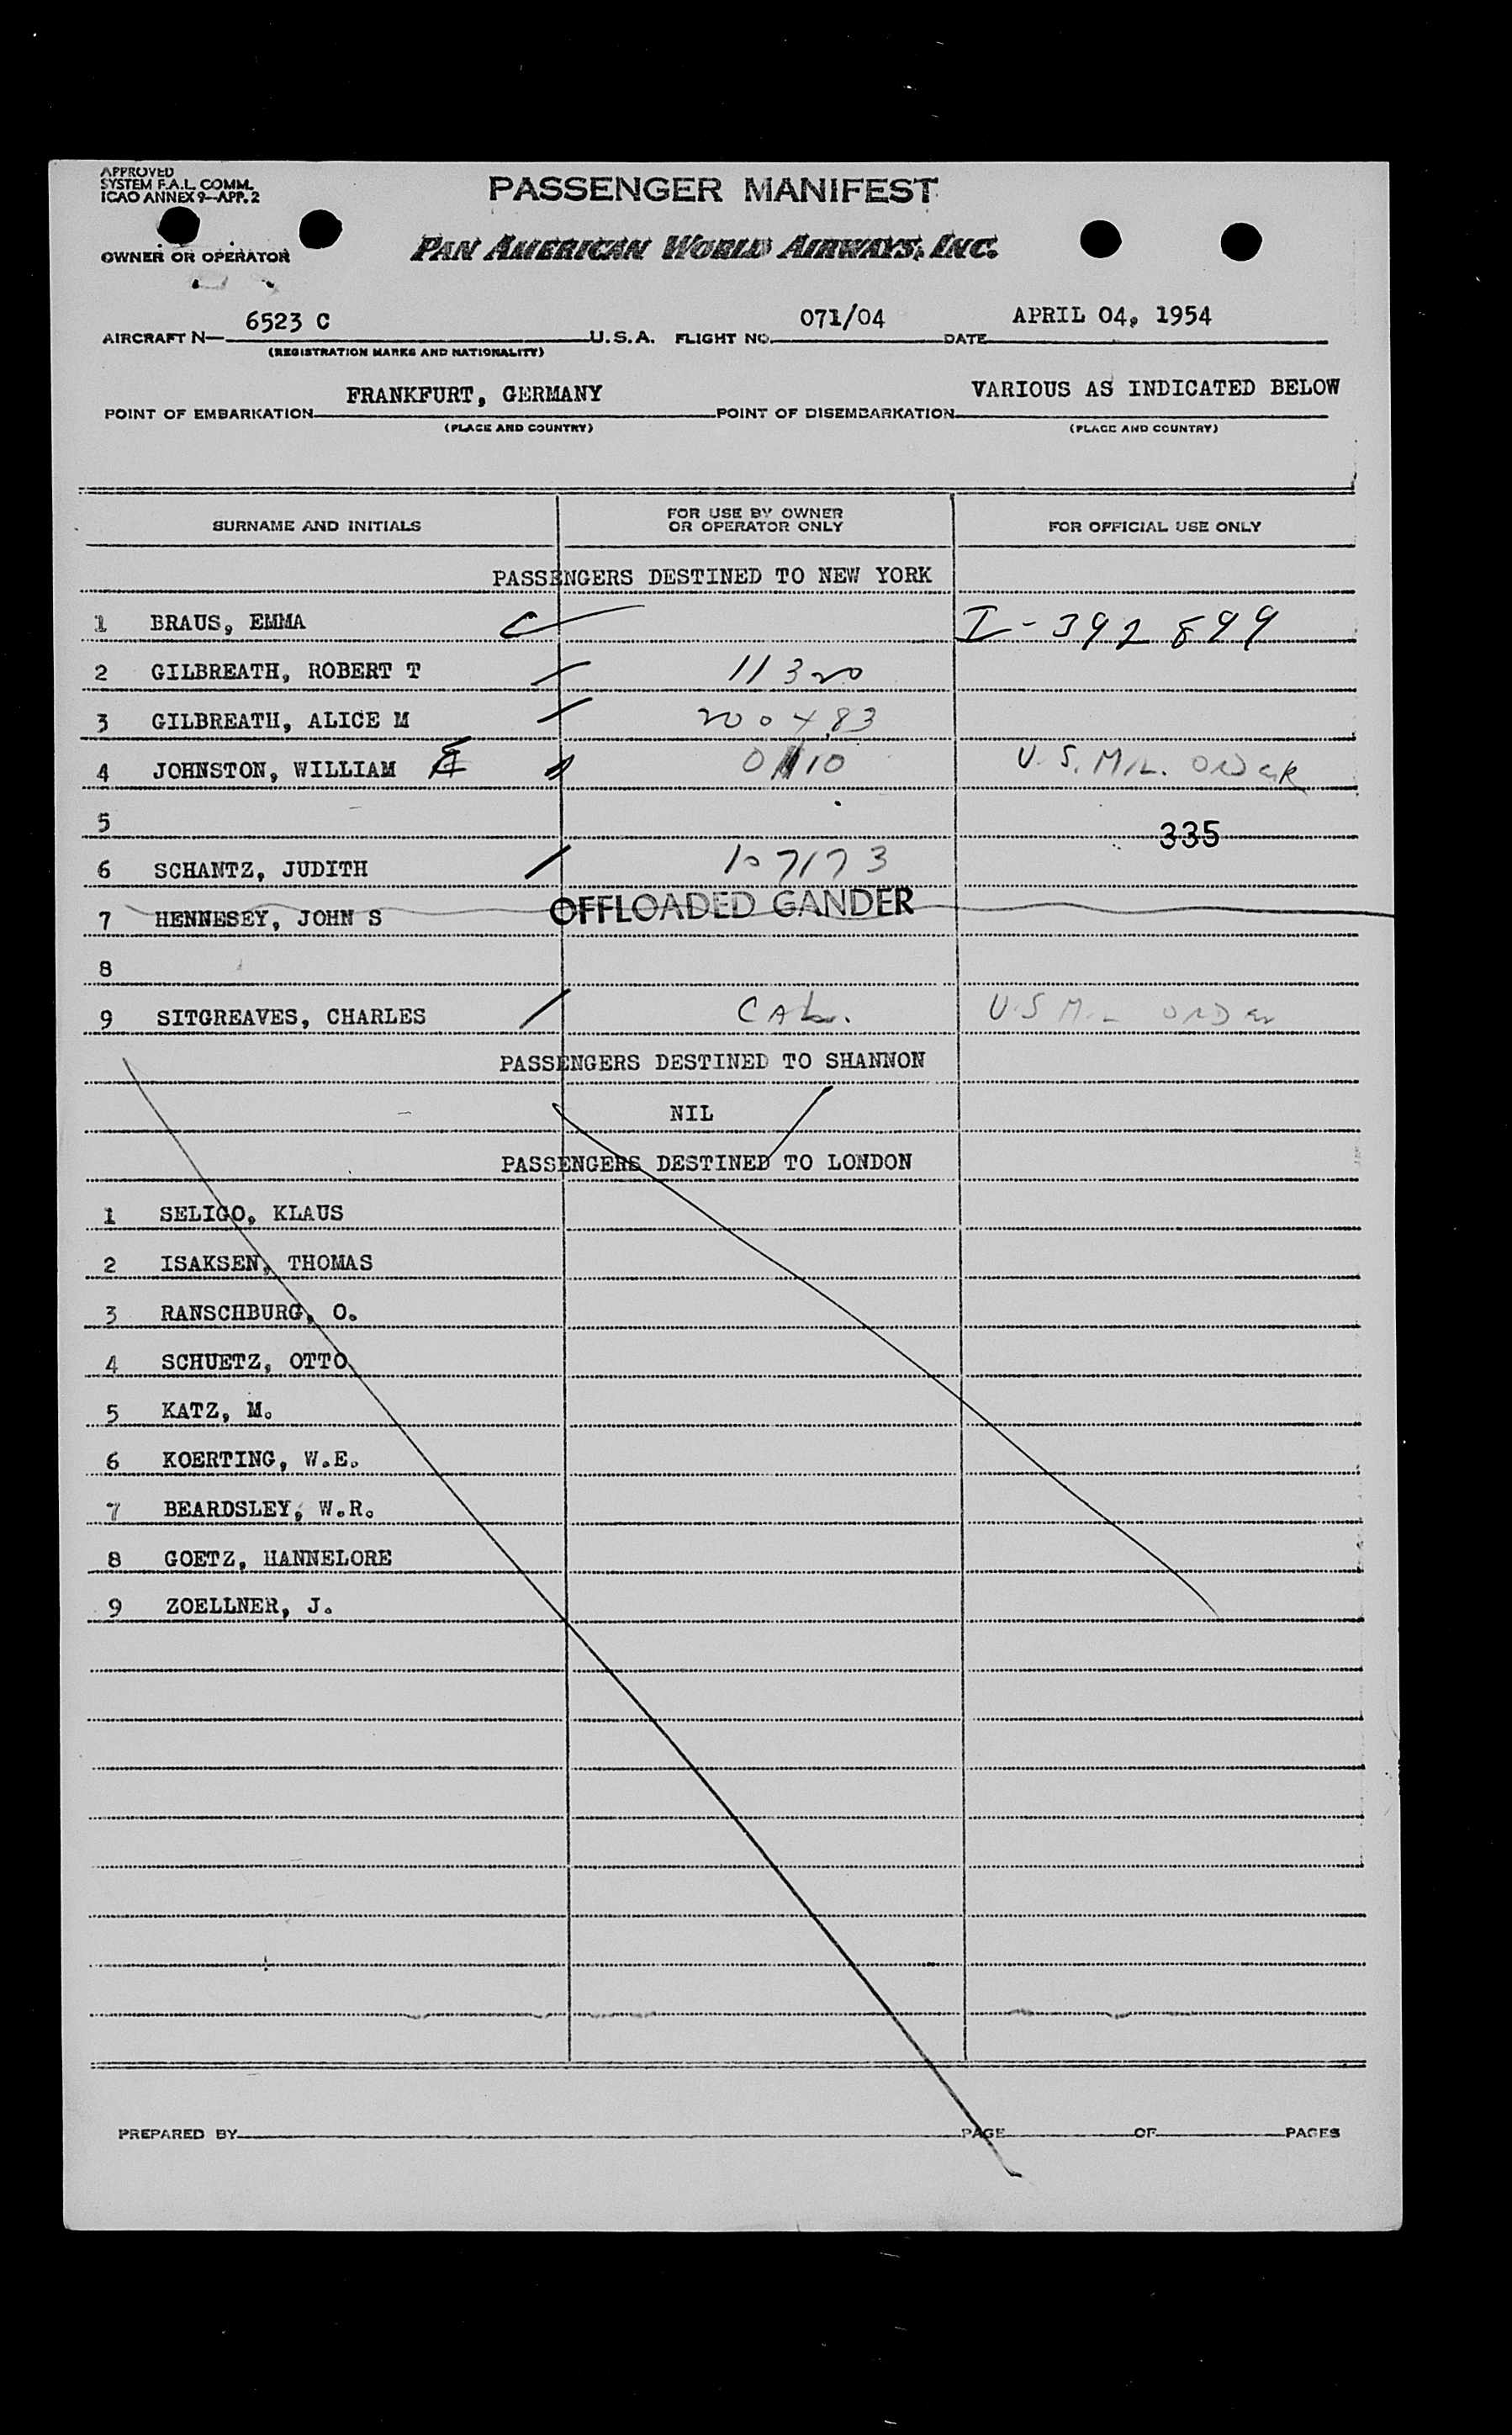 APPROVED
SYSTEM F.A.L. COMM.
ICAO ANNEX 9—APP. 2
PASSENGER MANIFEST
OWNER OR OPERATOR
PAN AMERICAN WORLD AIRWAYS, INC.
AIRCRAFT N— 6523 C U.S.A. FLIGHT NO. 071/04 DATE APRIL 04, 1954
(REGISTRATION MARKS AND NATIONALITY)
POINT OF EMBARKATION FRANKFURT, GERMANY POINT OF DISEMBARKATION VARIOUS AS INDICATED BELOW
(PLACE AND COUNTRY) (PLACE AND COUNTRY)
SURNAME AND INITIALS FOR USE BY OWNER OR OPERATOR ONLY FOR OFFICIAL USE ONLY
PASSENGERS DESTINED TO NEW YORK
1 BRAUS, EMMA I-392899
2 GILBREATH, ROBERT T 11320
3 GILBREATH, ALICE M 200483
4 JOHNSTON, WILLIAM E U.S. MIL. ORDER
5
335
6 SCHANTZ, JUDITH 107173
7 HENNESEY, JOHN S OFFLOADED GANDER
8
9 SITGREAVES, CHARLES CAL. U.S MIL ORDER
PASSENGERS DESTINED TO SHANNON
NIL
PASSENGERS DESTINED TO LONDON
1 SELIGO, KLAUS
2 ISAKSEN, THOMAS
3 RANSCHBURG, O.
4 SCHUETZ, OTTO
5 KATZ, M.
6 KOERTING, W.E.
7 BEARDSLEY, W.R.
8 GOETZ, HANNELORE
9 ZOELLNER, J.
PREPARED BY PAGE OF PAGES